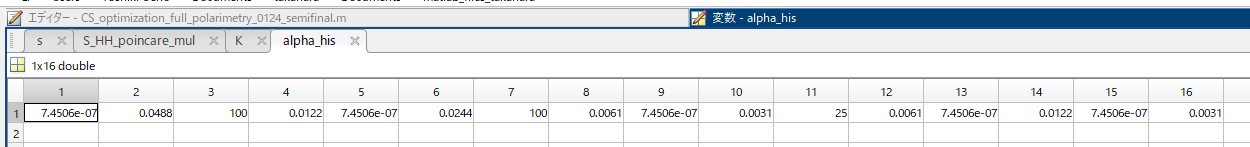 エディター - CS_optimization_full_polarimetry_0124_semifinal.m
変数 - alpha_his
s S_HH_poincare_mul K alpha_his
1x16 double
1 2 3 4 5 6 7 8 9 10 11 12 13 14 15 16
1 7.4506e-07 0.0488 100 0.0122 7.4506e-07 0.0244 100 0.0061 7.4506e-07 0.0031 25 0.0061 7.4506e-07 0.0122 7.4506e-07 0.0031
2